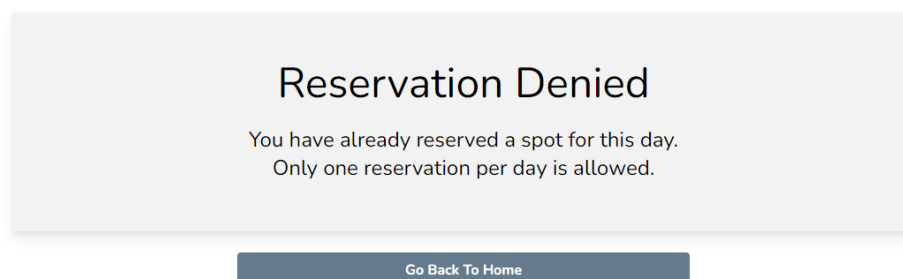 Reservation Denied
You have already reserved a spot for this day.
Only one reservation per day is allowed.
Go Back To Home